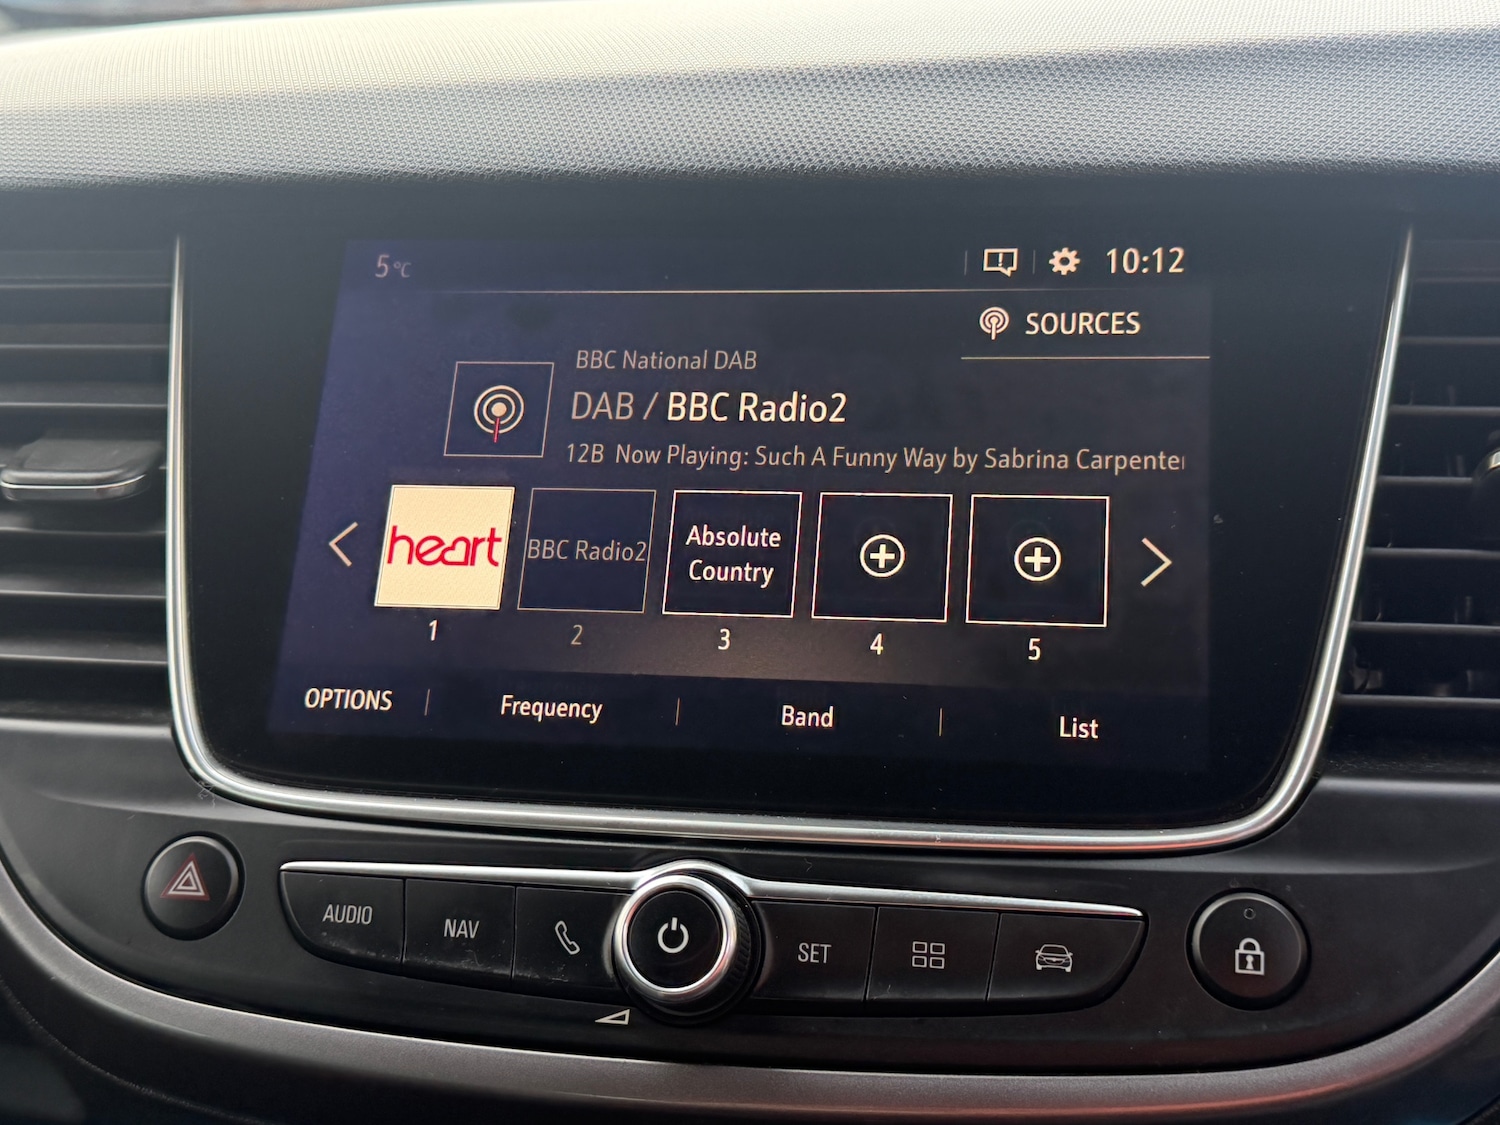 5°C
10:12
SOURCES
BBC National DAB
DAB / BBC Radio2
12B Now Playing: Such A Funny Way by Sabrina Carpenter
heart
BBC Radio2
Absolute
Country
1
2
3
4
5
OPTIONS
Frequency
Band
List
AUDIO
NAV
SET